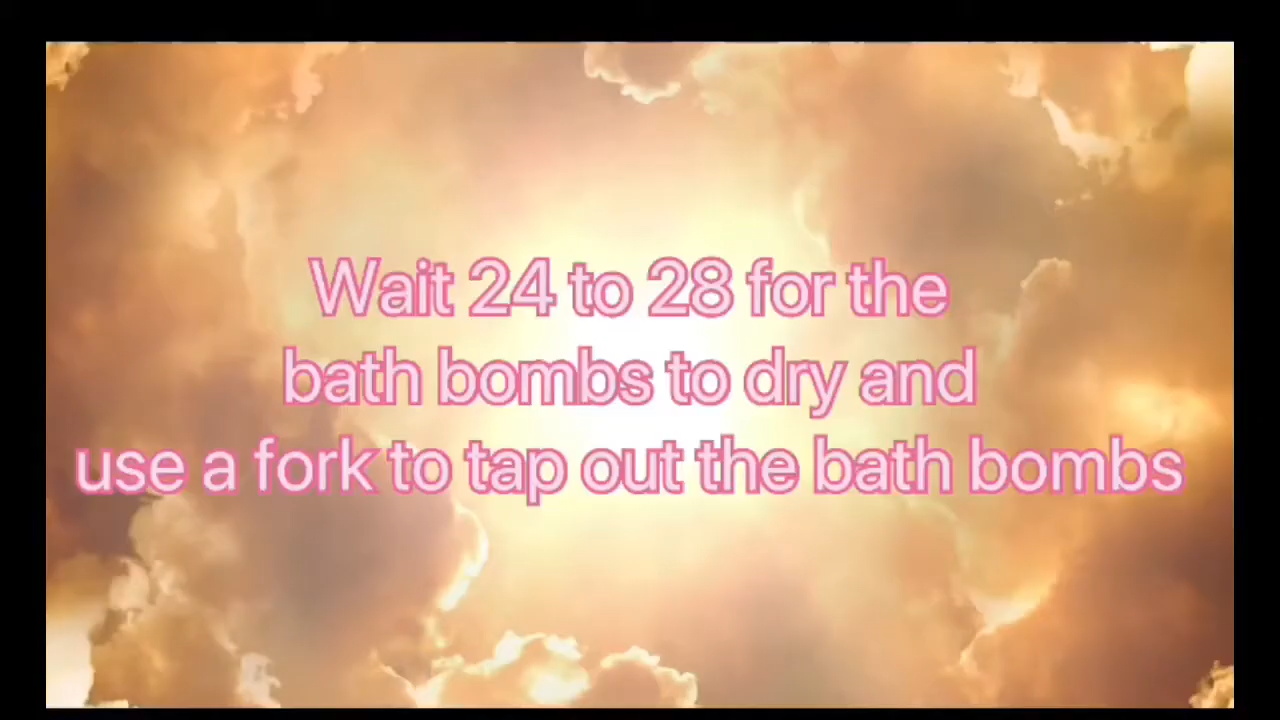 Wait 24 to 28 for the
bath bombs to dry and
use a fork to tap out the bath bombs